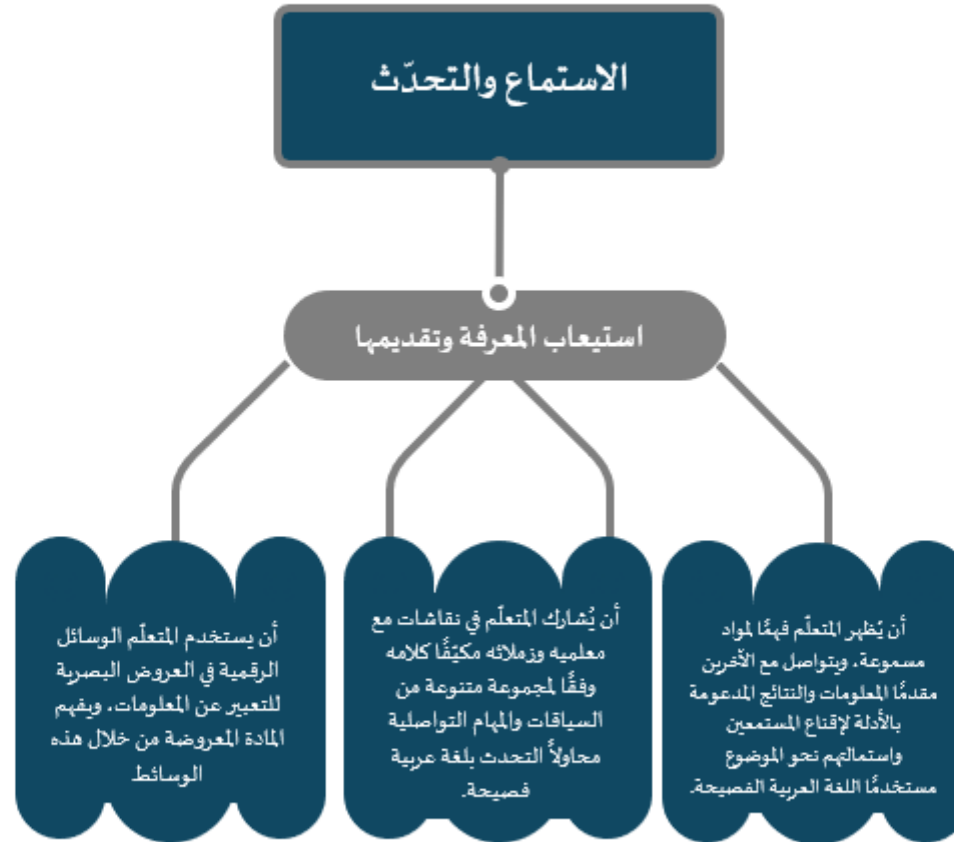 الاستماع والتحدّث
استيعاب المعرفة وتقديمها
أن يُظهر المتعلّم فهمًا لمواد
مسموعة، ويتواصل مع الآخرين
مقدمًا المعلومات والنتائج المدعومة
بالأدلة لإقناع المستمعين
واستمالتهم نحو الموضوع
مستخدمًا اللغة العربية الفصيحة.
أن يُشارك المتعلّم في نقاشات مع
معلميه وزملائه مكيّفًا كلامه
وفقًا لمجموعة متنوعة من
السياقات والمهام التواصلية
محاولاً التحدث بلغة عربية
فصيحة.
أن يستخدم المتعلّم الوسائل
الرقمية في العروض البصرية
للتعبير عن المعلومات، ويفهم
المادة المعروضة من خلال هذه
الوسائط